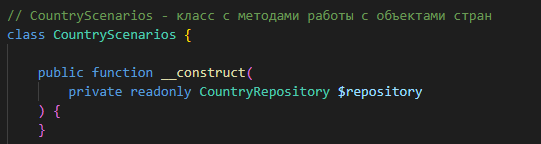 // CountryScenarios - класс с методами работы с объектами стран
class CountryScenarios {
public function __construct(
private readonly CountryRepository $repository
) {
}